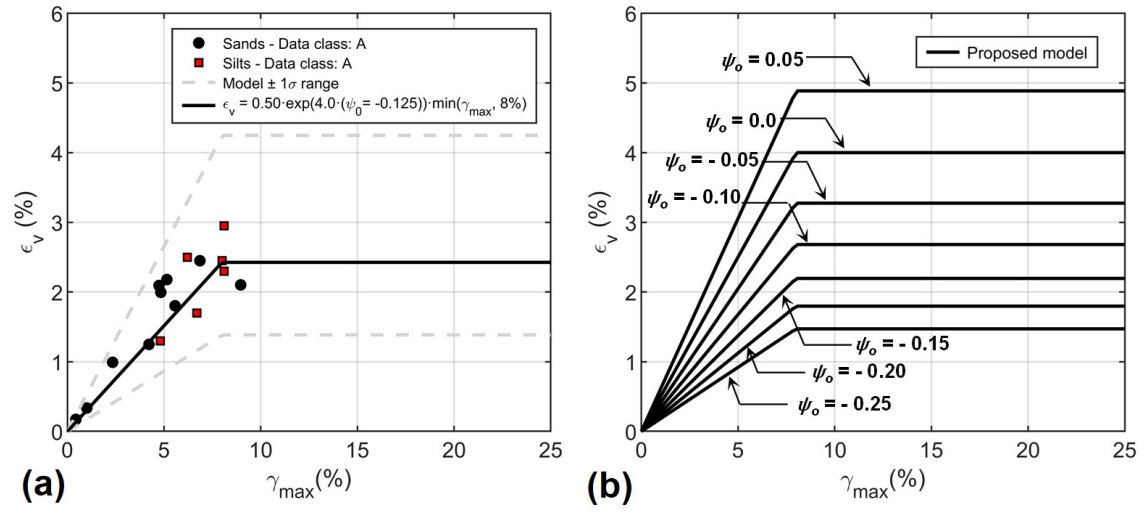 6
5
4
3
2
1
0
ϵv (%)
Sands - Data class: A
Silts - Data class: A
Model ± 1σ range
ϵv = 0.50·exp(4.0·(ψ0= -0.125))·min(γmax, 8%)
0 5 10 15 20 25
γmax(%)
(a)
6
5
4
3
2
1
0
ϵv (%)
Proposed model
ψo = 0.05
ψo = 0.0
ψo = - 0.05
ψo = - 0.10
ψo = - 0.15
ψo = - 0.20
ψo = - 0.25
0 5 10 15 20 25
γmax(%)
(b)